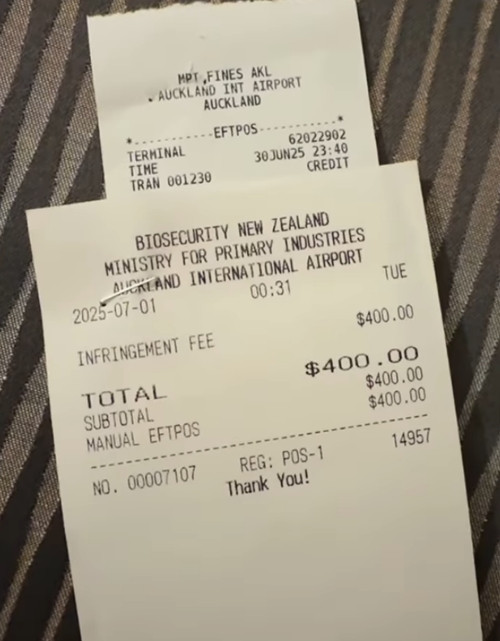 MPI FINES AKL
AUCKLAND INT AIRPORT
AUCKLAND
*----------EFTPOS----------*
TERMINAL 62022902
TIME 30JUN25 23:40
TRAN 001230 CREDIT
BIOSECURITY NEW ZEALAND
MINISTRY FOR PRIMARY INDUSTRIES
AUCKLAND INTERNATIONAL AIRPORT
2025-07-01 00:31 TUE
INFRINGEMENT FEE $400.00
TOTAL $400.00
SUBTOTAL $400.00
MANUAL EFTPOS $400.00
NO. 00007107 REG: POS-1 14957
Thank You!